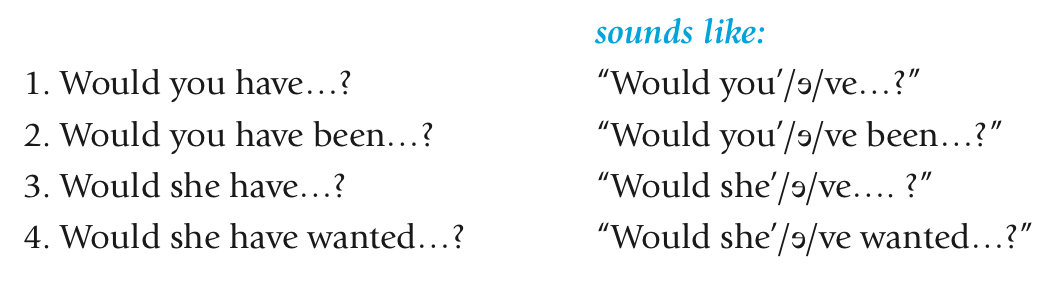 sounds like:
1. Would you have…? “Would you’/ɘ/ve…?”
2. Would you have been…? “Would you’/ɘ/ve been…?”
3. Would she have…? “Would she’/ɘ/ve…. ?”
4. Would she have wanted…? “Would she’/ɘ/ve wanted…?”